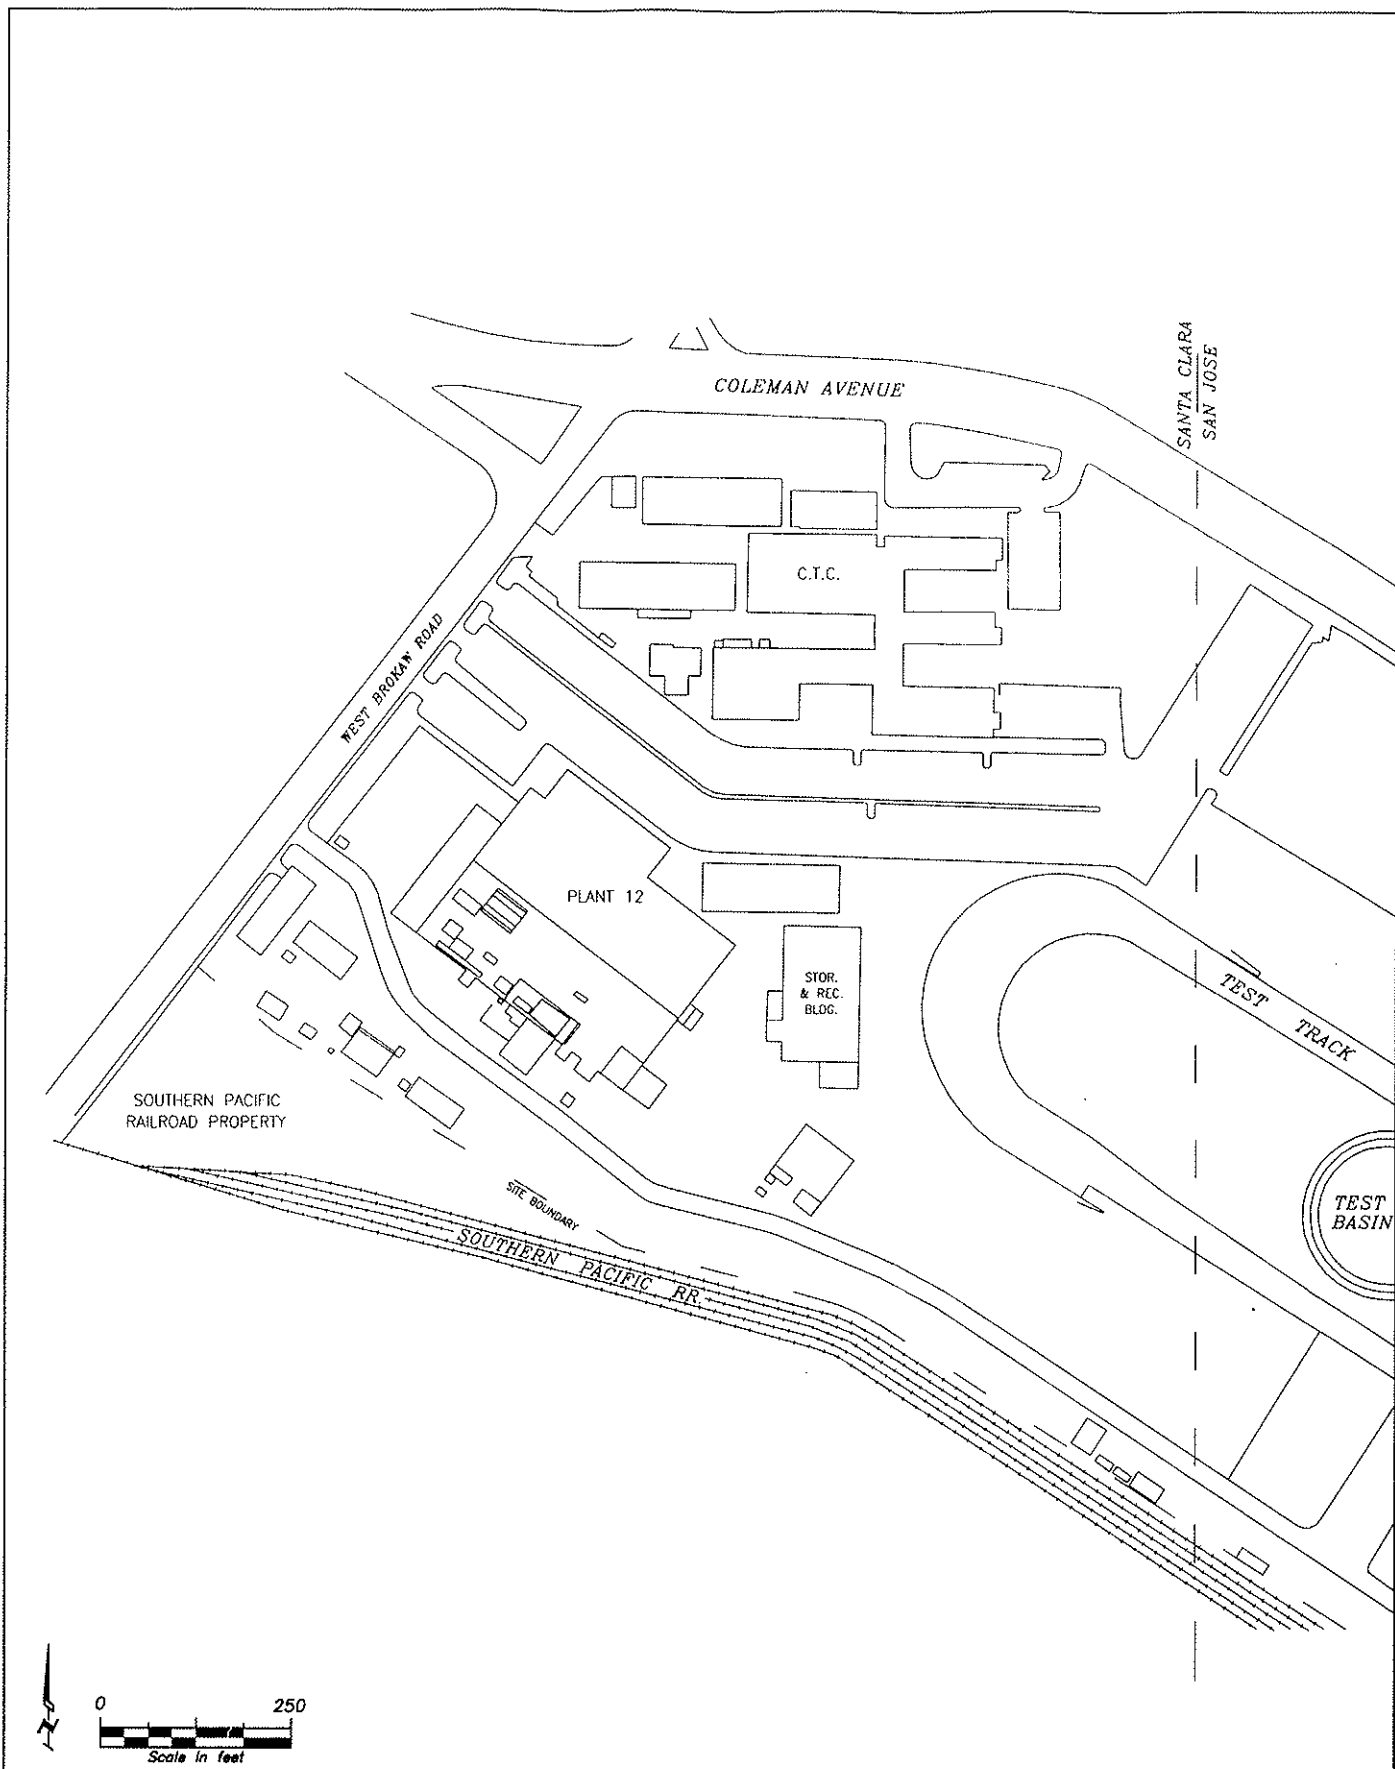 SANTA CLARA
SAN JOSE
COLEMAN AVENUE
C.T.C.
WEST BROKAW ROAD
PLANT 12
STOR.
& REC.
BLDG.
TEST TRACK
SOUTHERN PACIFIC
RAILROAD PROPERTY
TEST
BASIN
SITE BOUNDARY
SOUTHERN PACIFIC RR.
N
0 250
Scale in feet